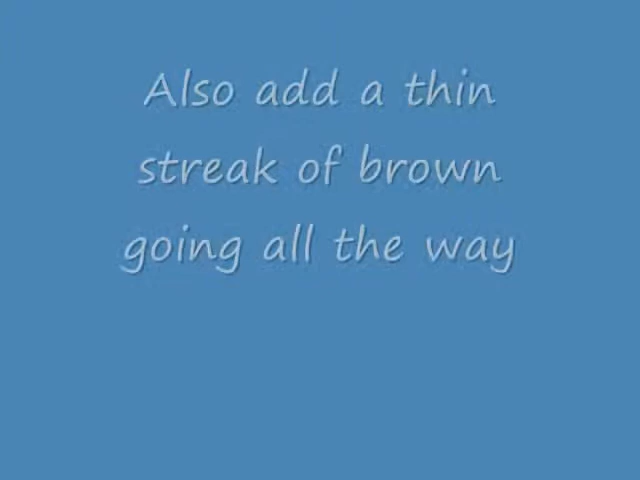 Also add a thin
streak of brown
going all the way